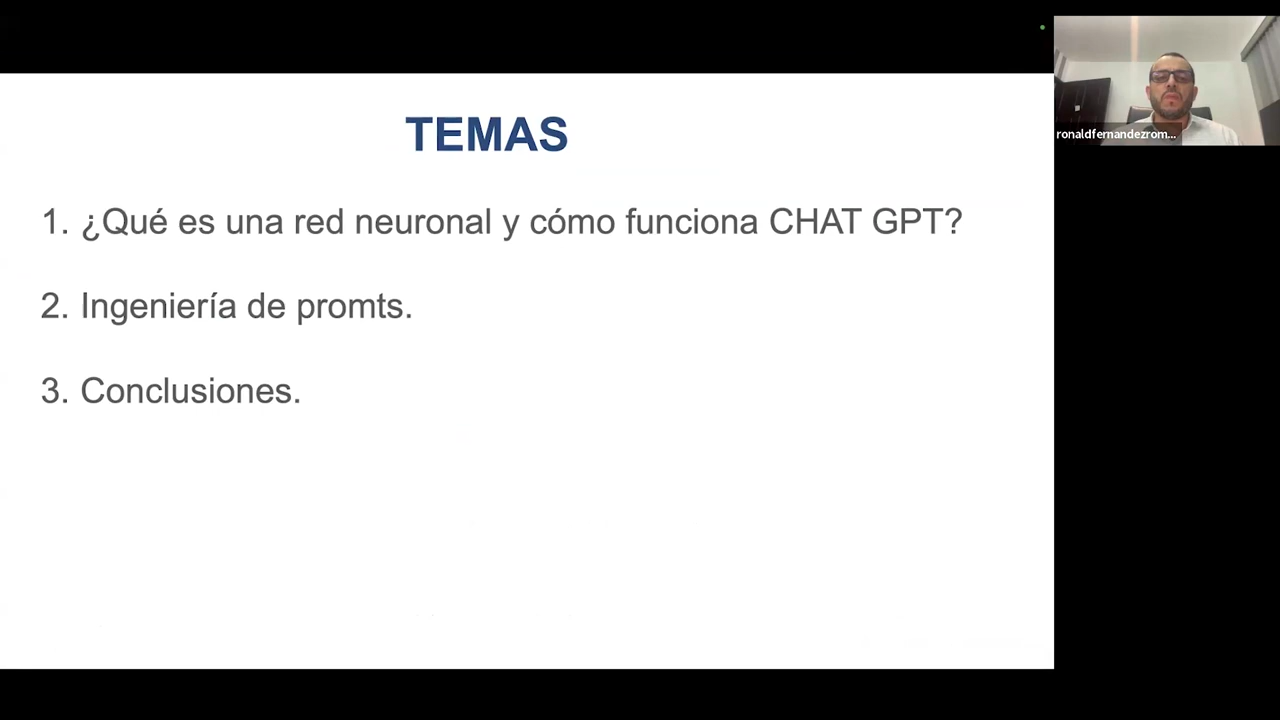 TEMAS
1. ¿Qué es una red neuronal y cómo funciona CHAT GPT?
2. Ingeniería de promts.
3. Conclusiones.
ronaldfernandezrom...